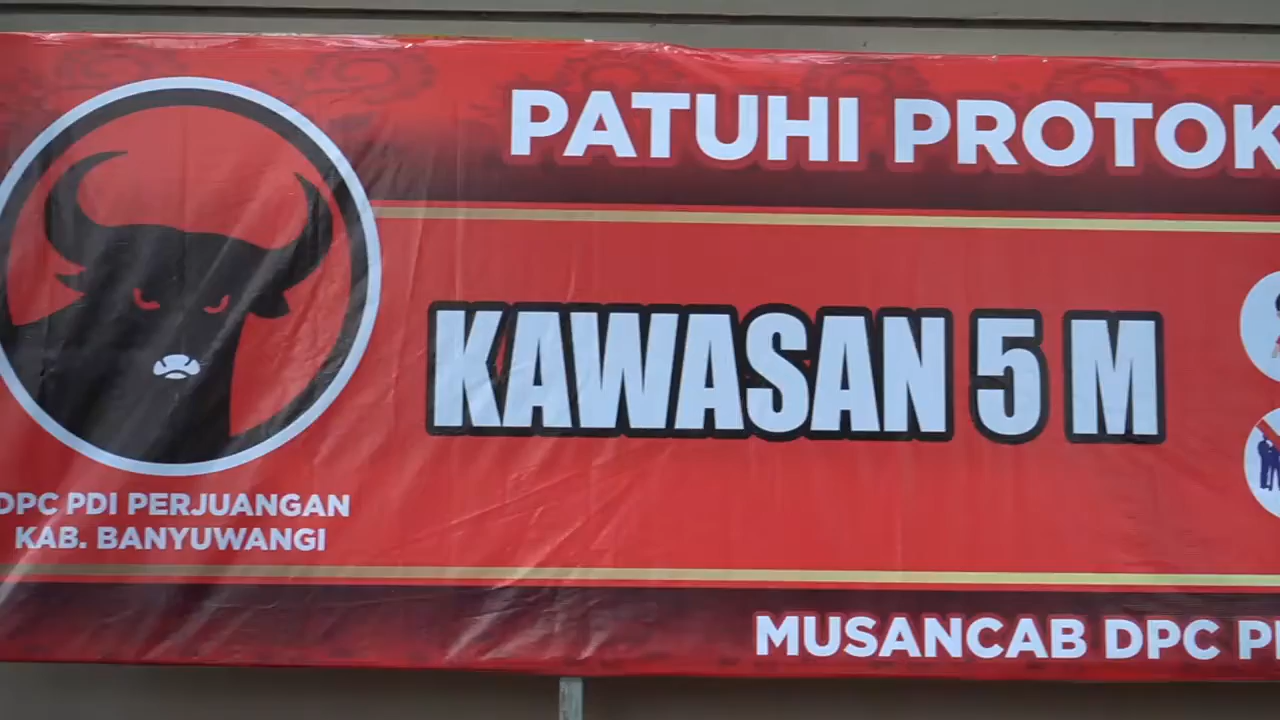 PATUHI PROTOK
KAWASAN 5 M
DPC PDI PERJUANGAN
KAB. BANYUWANGI
MUSANCAB DPC P